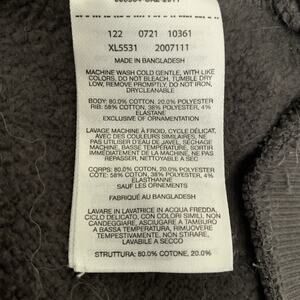 122 0721 10361
XL5531 2007111
MADE IN BANGLADESH
MACHINE WASH COLD GENTLE, WITH LIKE
COLORS, DO NOT BLEACH, TUMBLE DRY
LOW, REMOVE PROMPTLY, DO NOT IRON,
DRYCLEANABLE
BODY: 80.0% COTTON, 20.0% POLYESTER
RIB: 58% COTTON, 38% POLYESTER, 4%
ELASTANE
EXCLUSIVE OF ORNAMENTATION
LAVAGE MACHINE À FROID, CYCLE DÉLICAT,
AVEC DES COULEURS SIMILAIRES, NE
PAS UTILISER D'EAU DE JAVEL, SÉCHAGE
MACHINE, BASSE TEMPÉRATURE, SORTIR
IMMÉDIATEMENT DE LA MACHINE, NE PAS
REPASSER, NETTOYABLE A SEC
CORPS: 80.0% COTON, 20.0% POLYESTER
CÔTE: 58% COTON, 38% POLYESTER, 4%
ELASTHANNE
SAUF LES ORNEMENTS
FABRIQUÉ AU BANGLADESH
LAVARE IN LAVATRICE IN ACQUA FREDDA,
CICLO DELICATO, CON COLORI SIMILI, NON
CANDEGGIARE, ASCIUGARE A TAMBURO
A BASSA TEMPERATURA, RIMUOVERE
TEMPESTIVAMENTE, NON STIRARE,
LAVABILE A SECCO
STRUTTURA: 80.0% COTONE, 20.0%